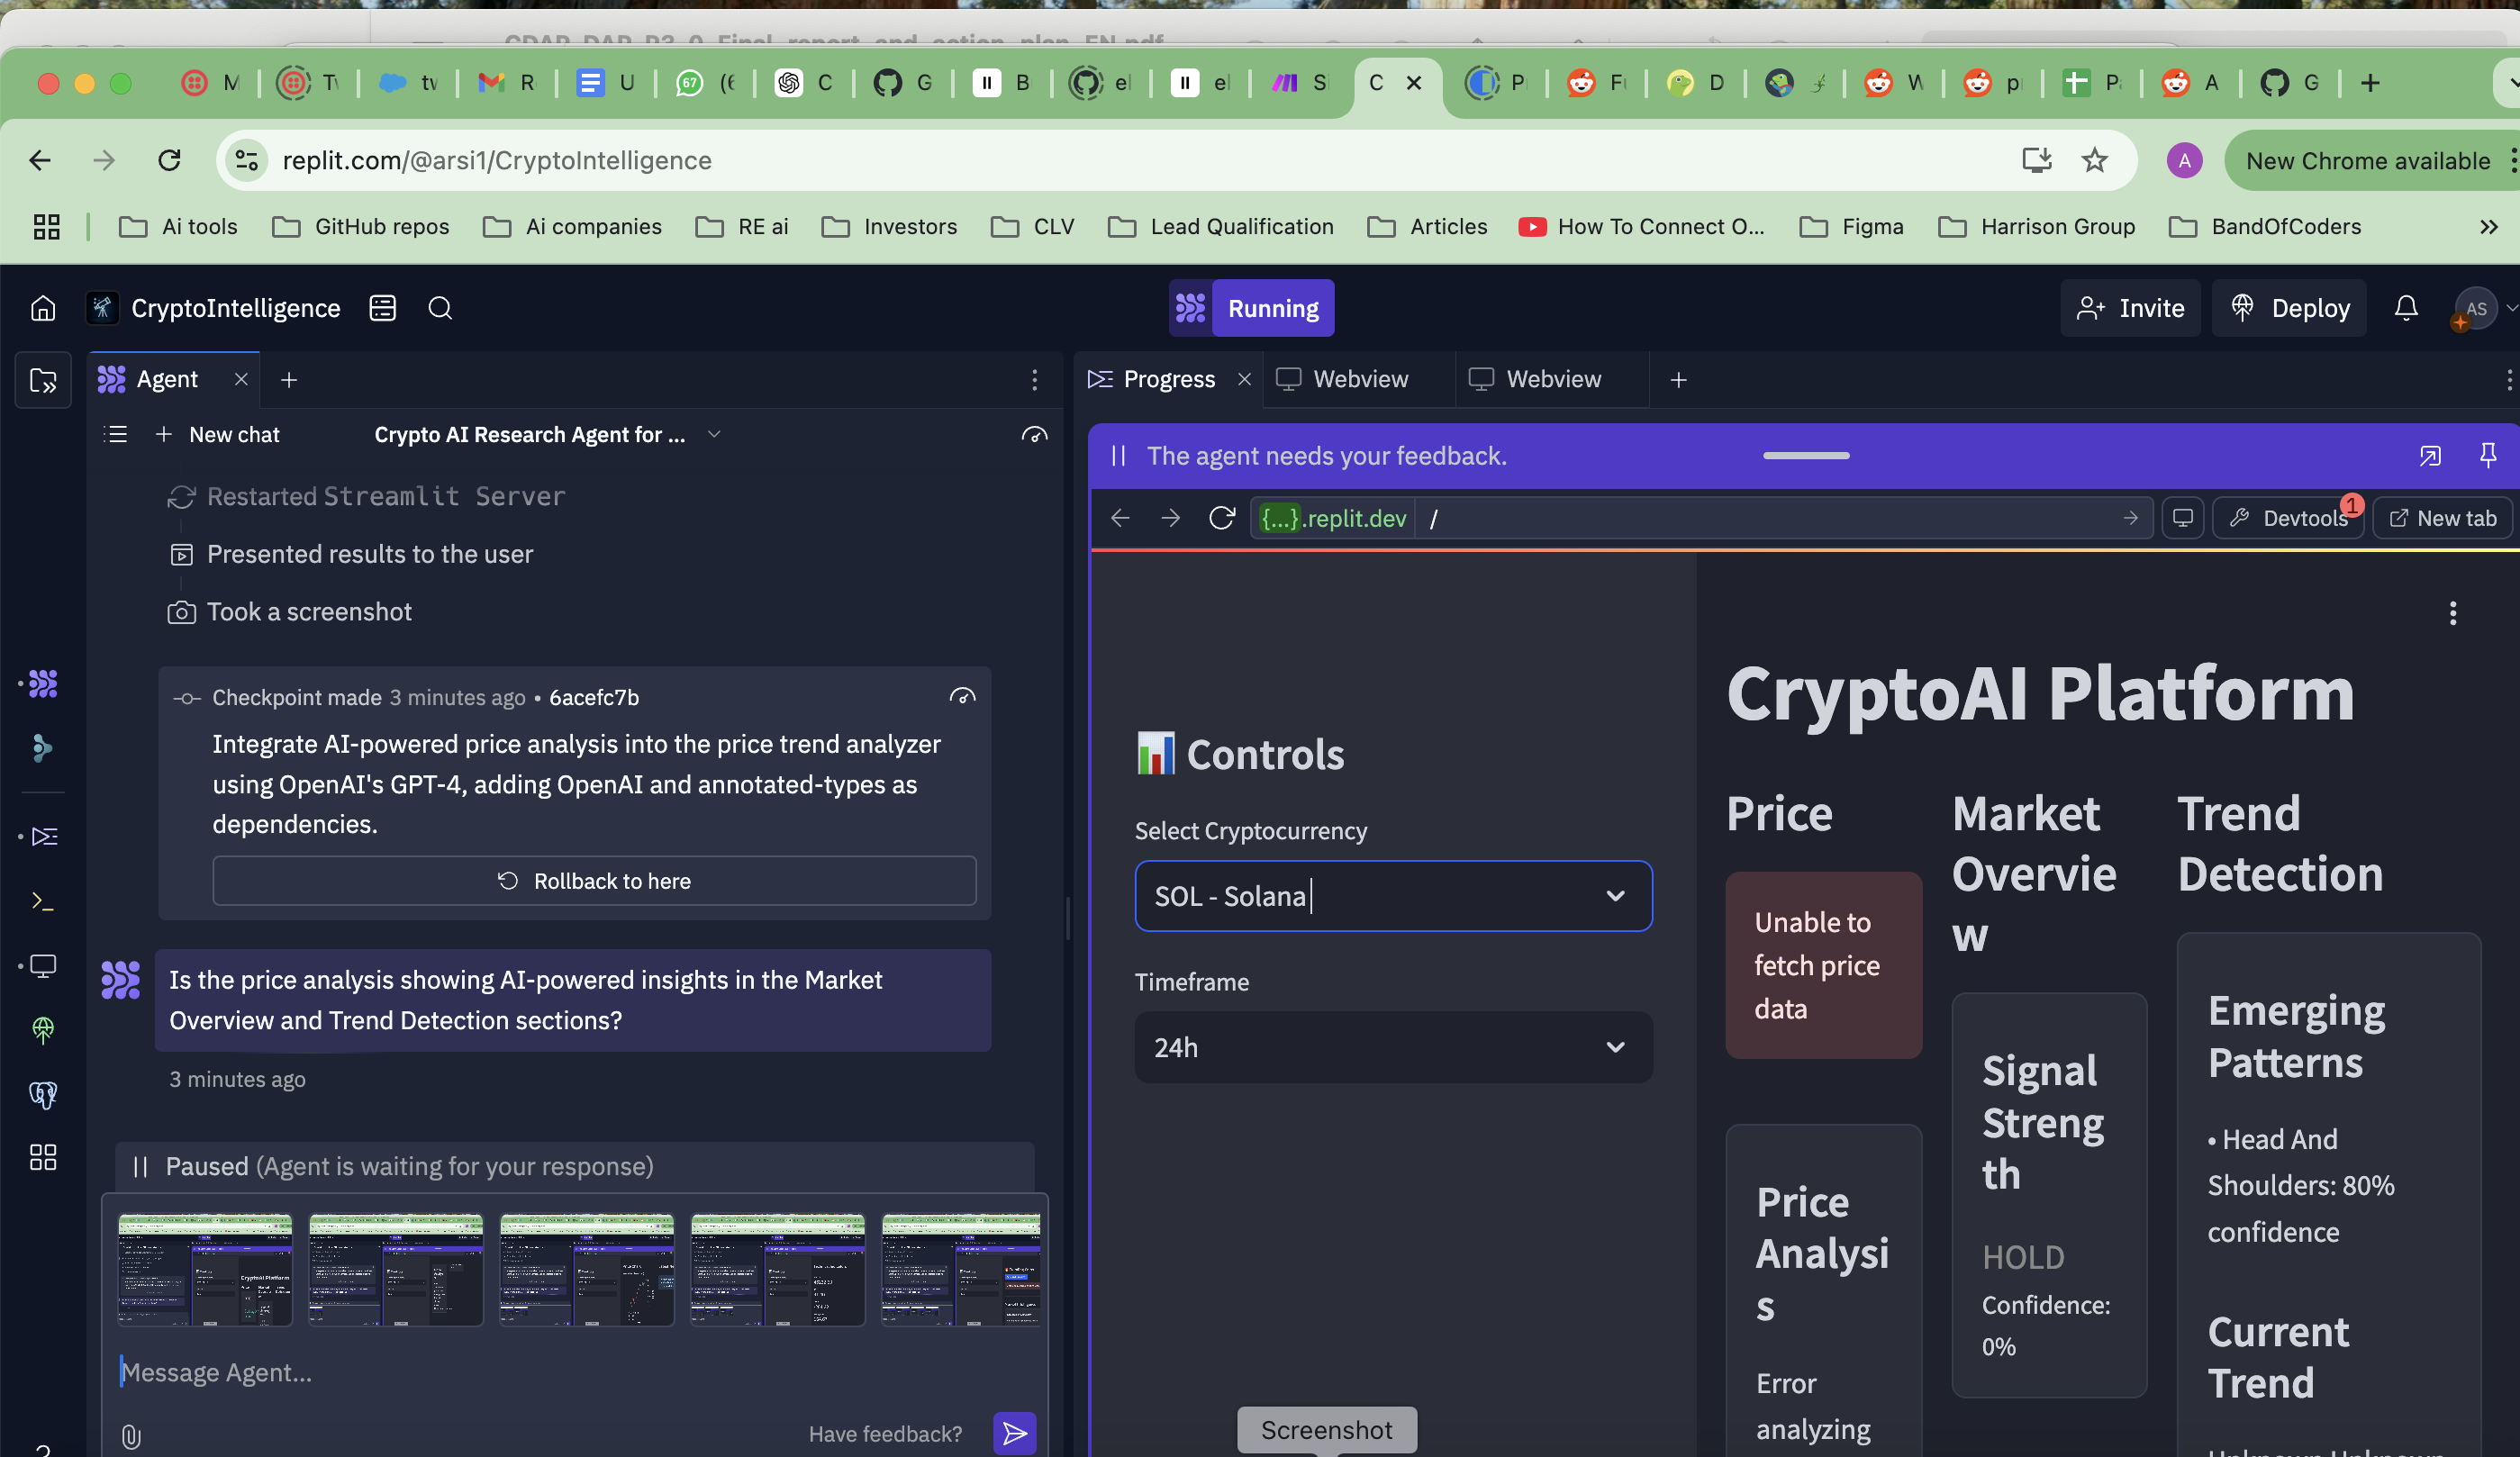 M
Tv
tv
R
U
67
(6
C
G
B
el
el
S
C
P
Fu
D
W
p
P
A
G
replit.com/@arsi1/CryptoIntelligence
A
New Chrome available
Ai tools
GitHub repos
Ai companies
RE ai
Investors
CLV
Lead Qualification
Articles
How To Connect O...
Figma
Harrison Group
BandOfCoders
CryptoIntelligence
Running
Invite
Deploy
AS
Agent
New chat
Crypto AI Research Agent for ...
Restarted Streamlit Server
Presented results to the user
Took a screenshot
Checkpoint made 3 minutes ago • 6acefc7b
Integrate AI-powered price analysis into the price trend analyzer
using OpenAI's GPT-4, adding OpenAI and annotated-types as
dependencies.
Rollback to here
Is the price analysis showing AI-powered insights in the Market
Overview and Trend Detection sections?
3 minutes ago
Paused (Agent is waiting for your response)
Message Agent...
Have feedback?
Progress
Webview
Webview
The agent needs your feedback.
{...}.replit.dev
/
Devtools
1
New tab
Controls
Select Cryptocurrency
SOL - Solana
Timeframe
24h
CryptoAI Platform
Price
Unable to
fetch price
data
Price
Analysi
s
Error
analyzing
Market
Overvie
w
Signal
Streng
th
HOLD
Confidence:
0%
Trend
Detection
Emerging
Patterns
• Head And
Shoulders: 80%
confidence
Current
Trend
Screenshot